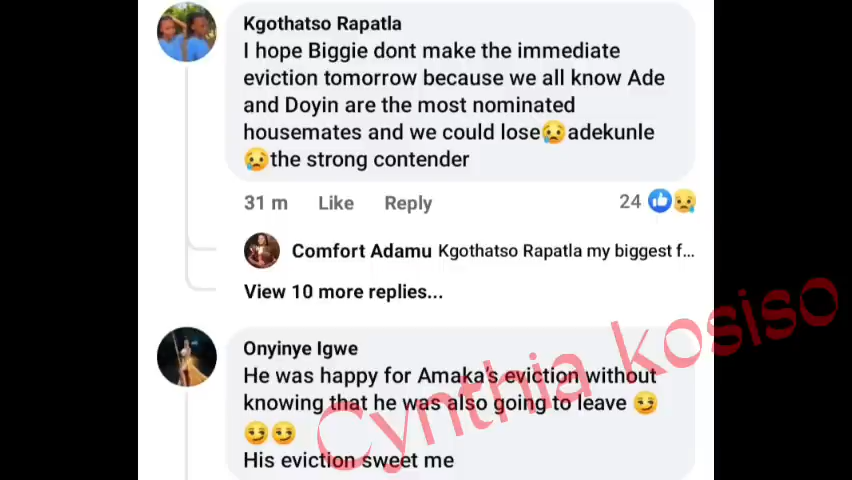 Kgothatso Rapatla
I hope Biggie dont make the immediate
eviction tomorrow because we all know Ade
and Doyin are the most nominated
housemates and we could lose😥adekunle
😥the strong contender
31 m Like Reply 24
Comfort Adamu Kgothatso Rapatla my biggest f...
View 10 more replies...
Onyinye Igwe
He was happy for Amaka's eviction without
knowing that he was also going to leave 😏
😏😏
His eviction sweet me
Cynthia kosiso